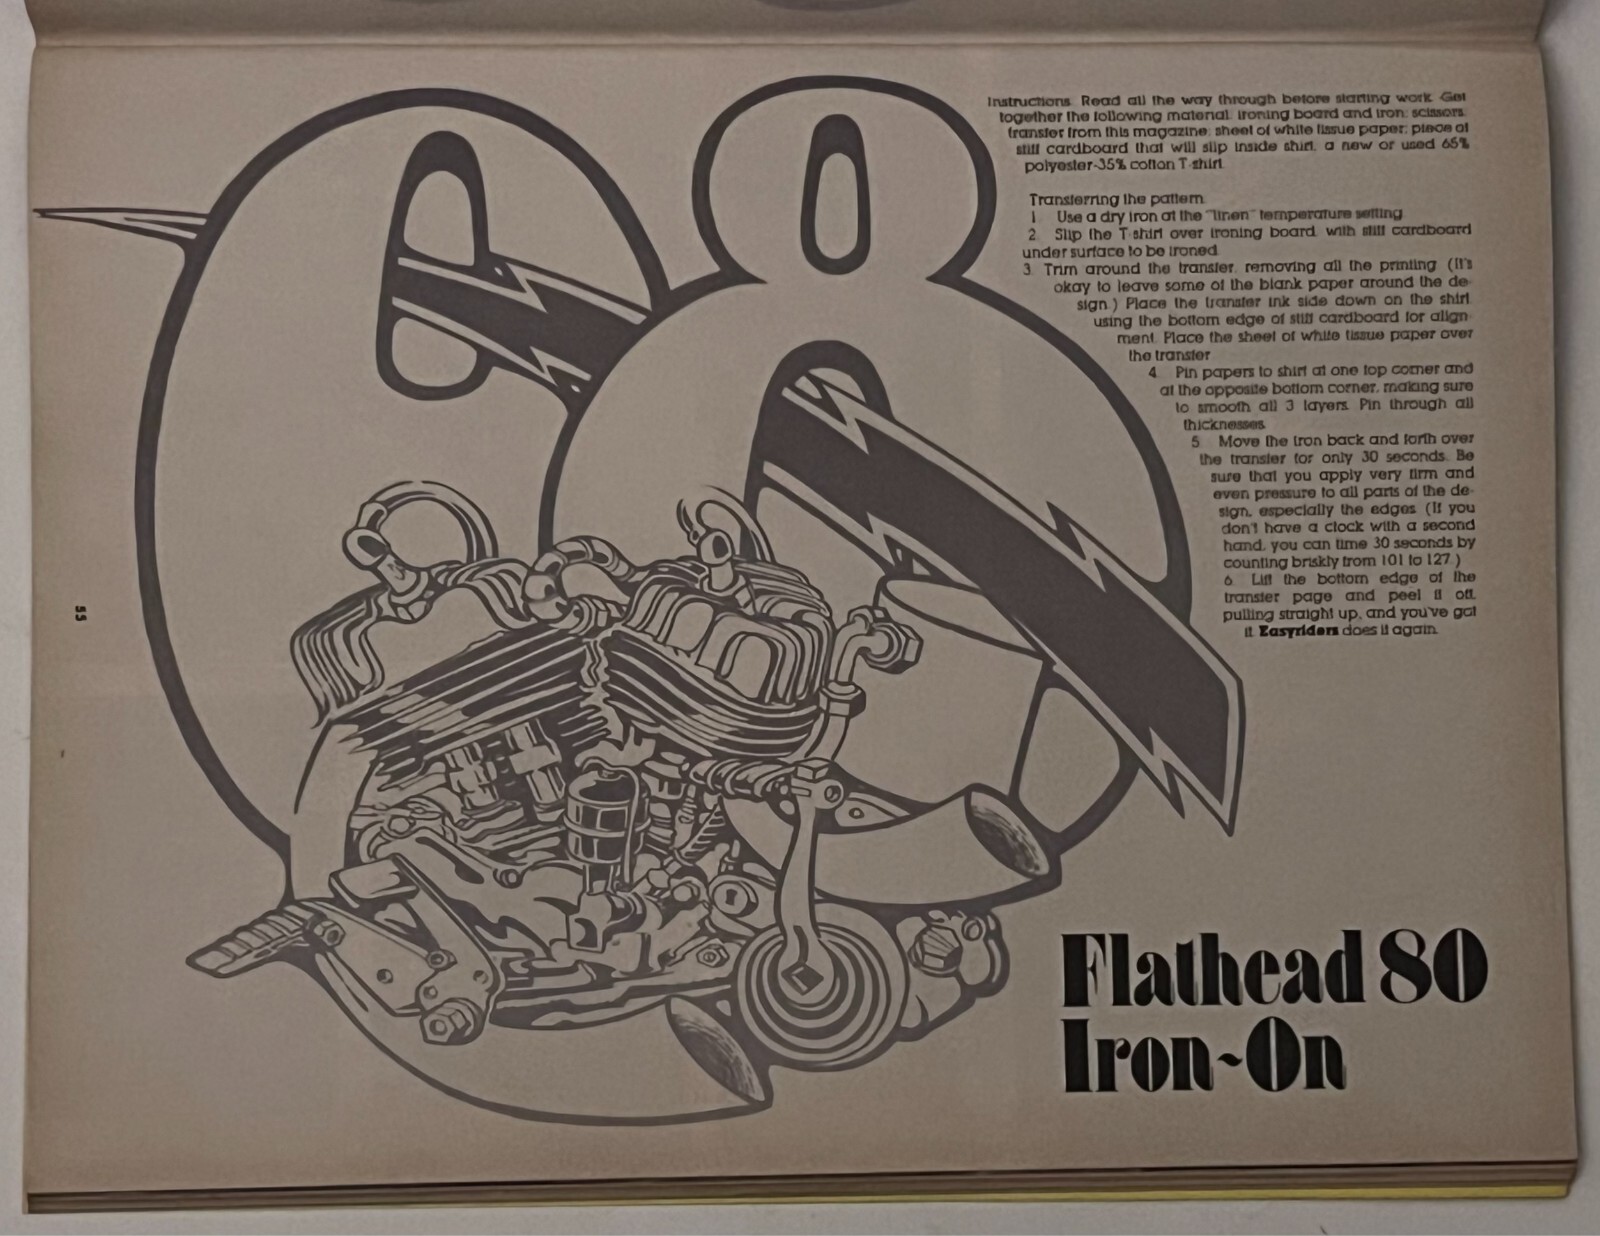 Instructions. Read all the way through before starting work. Get
together the following material: ironing board and iron; scissors;
transfer from this magazine; sheet of white tissue paper; piece of
stiff cardboard that will slip inside shirt; a new or used 65%
polyester-35% cotton T-shirt.
Transferring the pattern.
1. Use a dry iron at the "linen" temperature setting.
2. Slip the T-shirt over ironing board, with stiff cardboard
under surface to be ironed.
3. Trim around the transfer, removing all the printing. (It's
okay to leave some of the blank paper around the de-
sign.) Place the transfer ink side down on the shirt,
using the bottom edge of stiff cardboard for align-
ment. Place the sheet of white tissue paper over
the transfer.
4. Pin papers to shirt at one top corner and
at the opposite bottom corner, making sure
to smooth all 3 layers. Pin through all
thicknesses.
5. Move the iron back and forth over
the transfer for only 30 seconds. Be
sure that you apply very firm and
even pressure to all parts of the de-
sign, especially the edges. (If you
don't have a clock with a second
hand, you can time 30 seconds by
counting briskly from 101 to 127.)
6. Lift the bottom edge of the
transfer page and peel it off,
pulling straight up, and you've got
it. Easyriders does it again.
55
Flathead 80
Iron~On